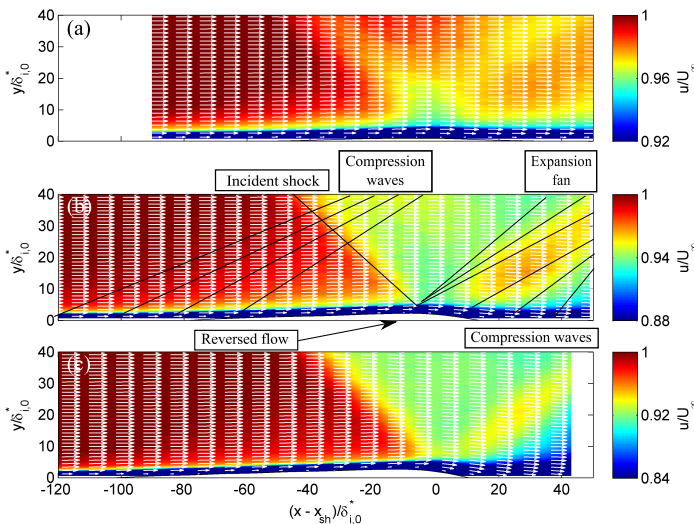 (a)
40
30
20
10
0
y/δ*i,0
1
0.96
0.92
u/U∞
Incident shock
Compression
waves
Expansion
fan
(b)
40
30
20
10
0
y/δ*i,0
1
0.94
0.88
u/U∞
Reversed flow
Compression waves
(c)
40
30
20
10
0
y/δ*i,0
1
0.92
0.84
u/U∞
-120 -100 -80 -60 -40 -20 0 20 40
(x - xsh)/δ*i,0